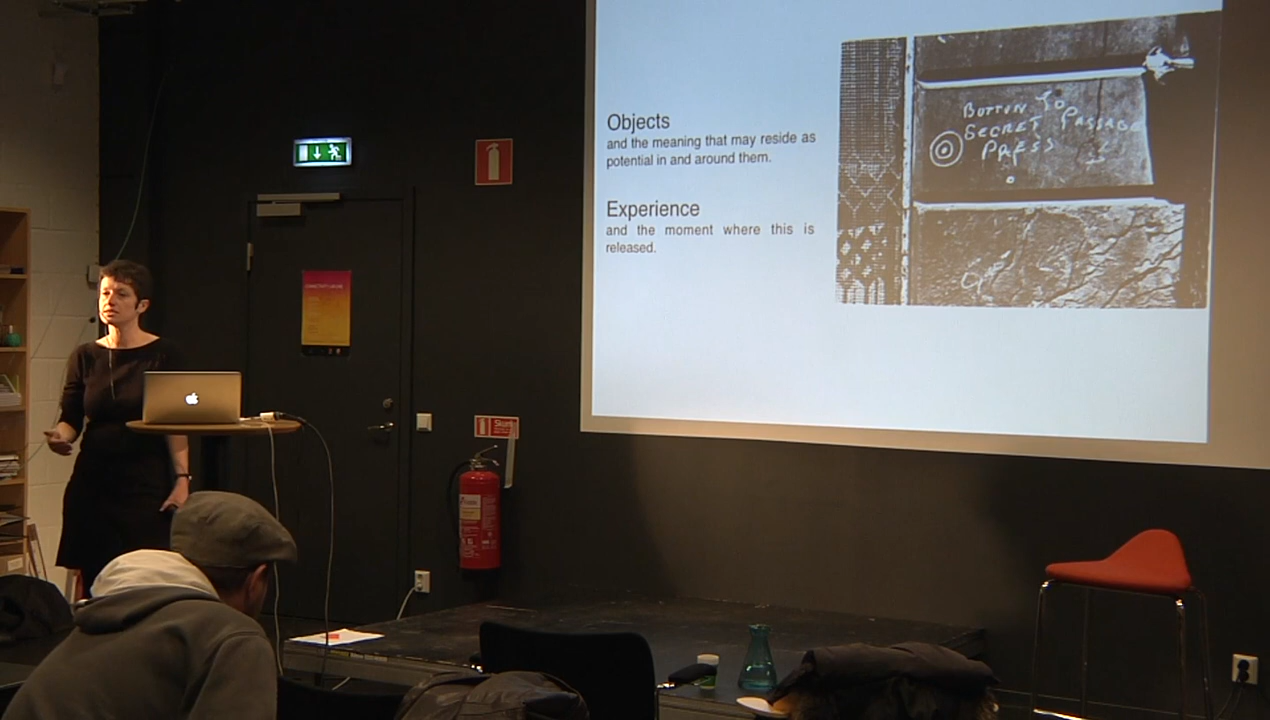 Objects
and the meaning that may reside as
potential in and around them.
Experience
and the moment where this is
released.
BUTTON TO
SECRET PASSAGE
PRESS